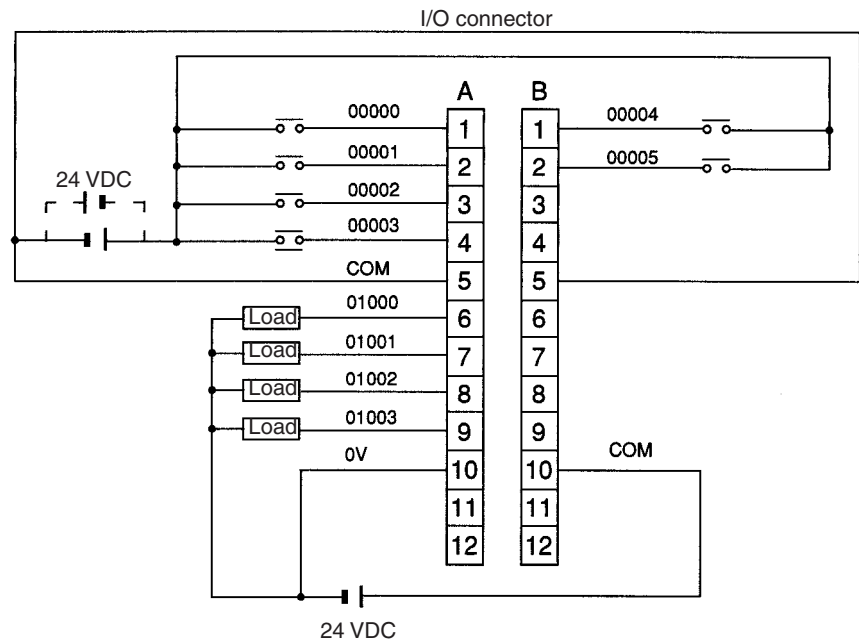 I/O connector
A B
00000 1 1 00004
00001 2 2 00005
24 VDC
00002 3 3
00003 4 4
COM 5 5
01000 Load 6 6
01001 Load 7 7
01002 Load 8 8
01003 Load 9 9
0V 10 10 COM
11 11
12 12
24 VDC